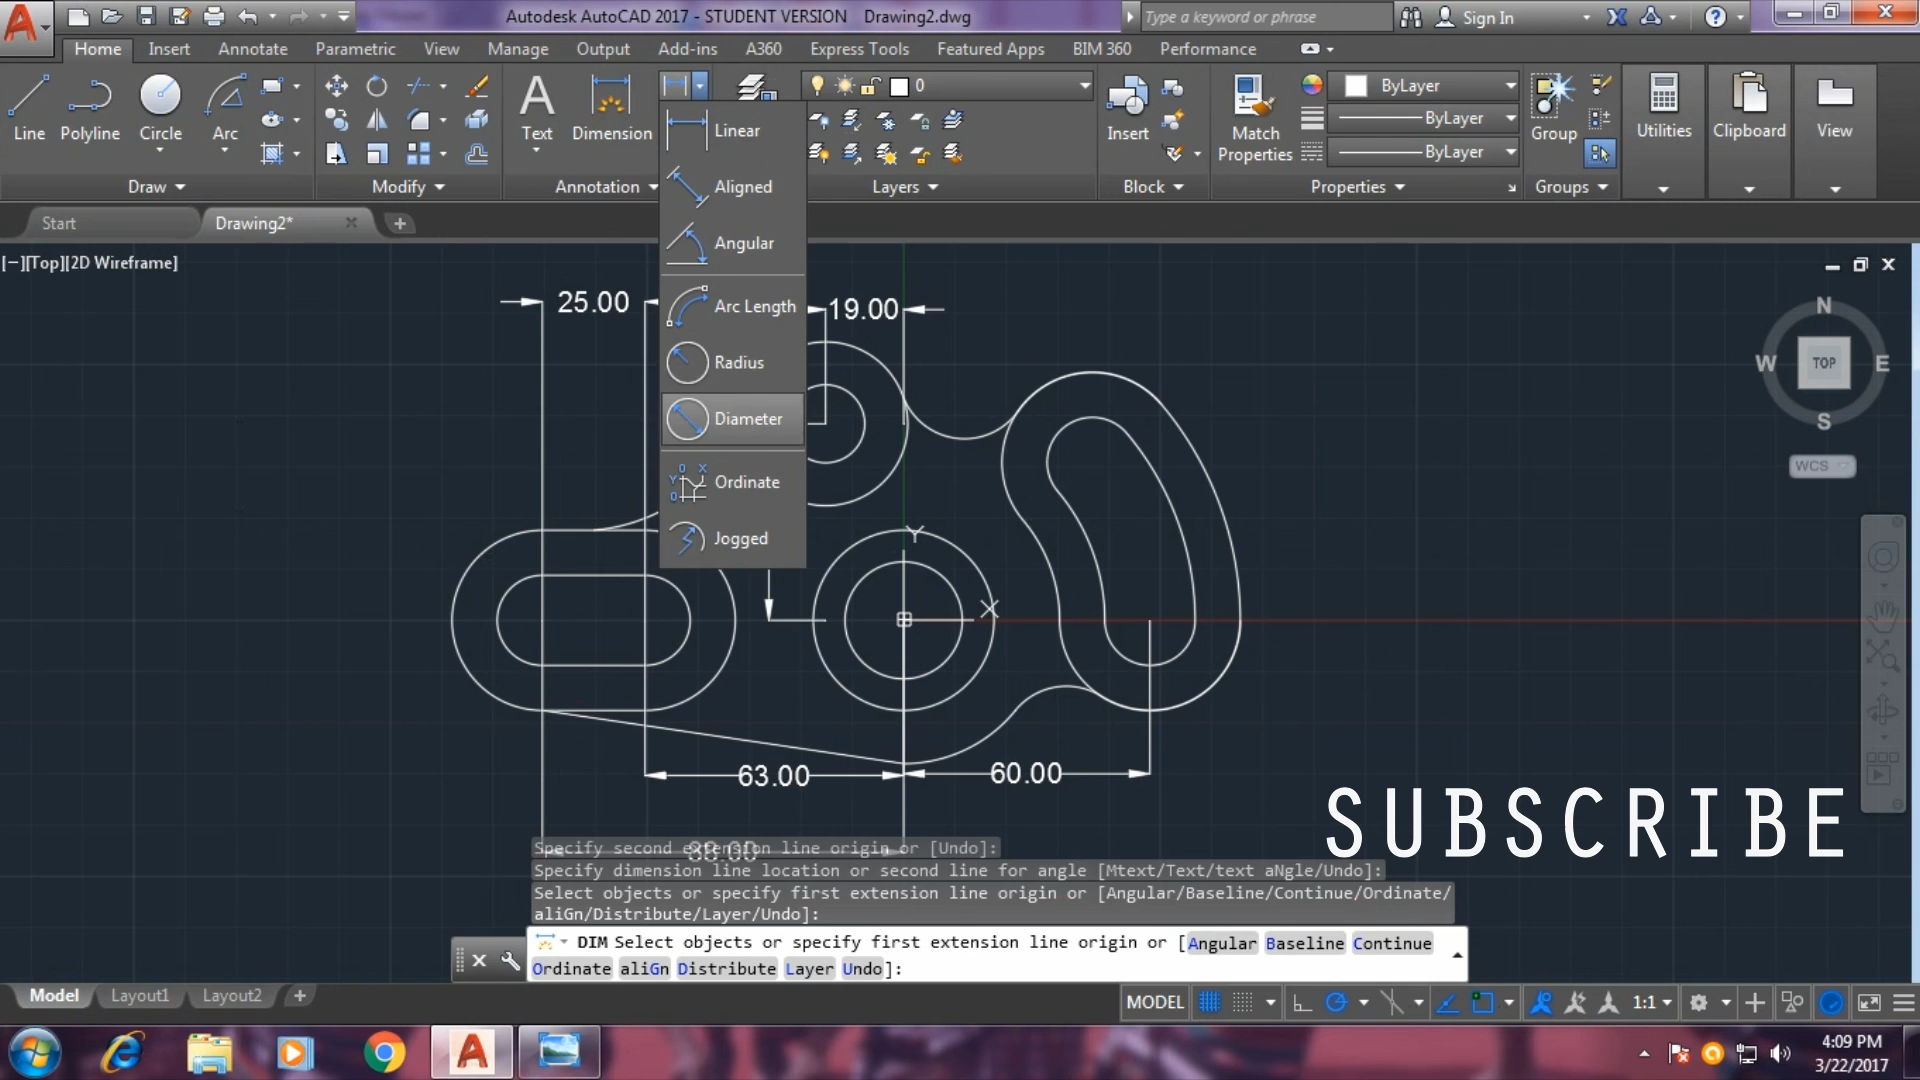 Autodesk AutoCAD 2017 - STUDENT VERSION Drawing2.dwg
Type a keyword or phrase
Sign In
Home Insert Annotate Parametric View Manage Output Add-ins A360 Express Tools Featured Apps BIM 360 Performance
Line Polyline Circle Arc
Text Dimension
0
Insert
Match Properties
ByLayer
ByLayer
ByLayer
Group
Utilities
Clipboard
View
Draw Modify Annotation Layers Block Properties Groups
Linear
Aligned
Angular
Arc Length
Radius
Diameter
Ordinate
Jogged
Start Drawing2*
[−][Top][2D Wireframe]
25.00
19.00
N
W TOP E
S
WCS
Y
X
63.00
60.00
38.00
SUBSCRIBE
Specify second extension line origin or [Undo]:
Specify dimension line location or second line for angle [Mtext/Text/text aNgle/Undo]:
Select objects or specify first extension line origin or [Angular/Baseline/Continue/Ordinate/
aliGn/Distribute/Layer/Undo]:
DIM Select objects or specify first extension line origin or [Angular Baseline Continue
Ordinate aliGn Distribute Layer Undo]:
Model Layout1 Layout2
MODEL
1:1
4:09 PM
3/22/2017